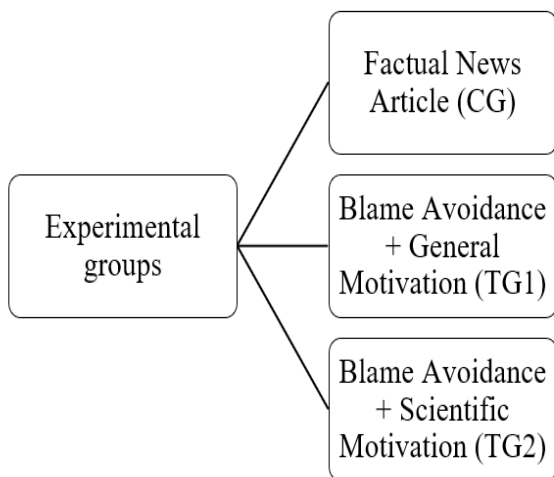 Factual News
Article (CG)
Experimental
groups
Blame Avoidance
+ General
Motivation (TG1)
Blame Avoidance
+ Scientific
Motivation (TG2)